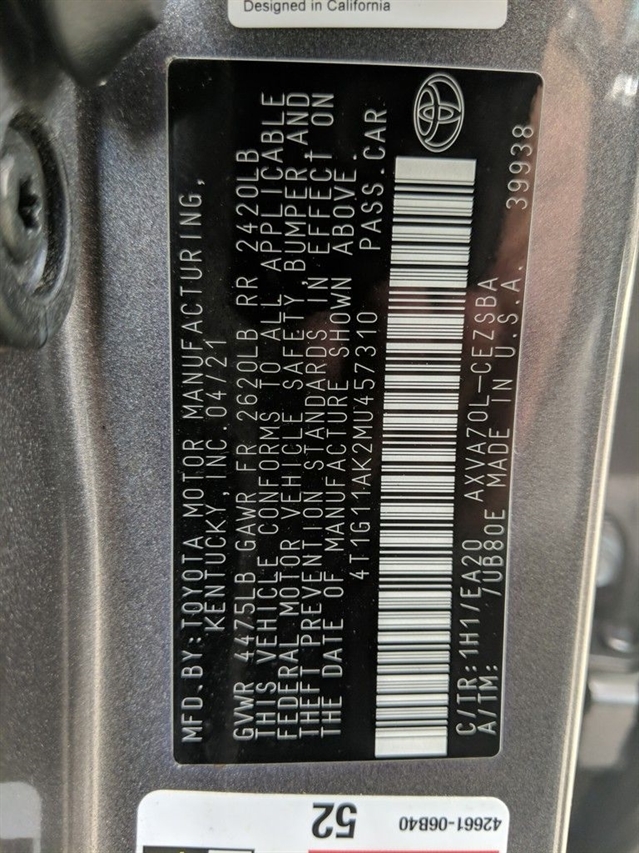 Designed in California
MFD.BY:TOYOTA MOTOR MANUFACTURING,
KENTUCKY,INC.04/21
GVWR 4475LB GAWR FR 2620LB RR 2420LB
THIS VEHICLE CONFORMS TO ALL APPLICABLE
FEDERAL MOTOR VEHICLE SAFETY, BUMPER,AND
THEFT PREVENTION STANDARDS IN EFFECT ON
THE DATE OF MANUFACTURE SHOWN ABOVE.
4T1G11AK2MU457310 PASS.CAR
C/TR:1H1/EA20 AXVA70L-CEZSBA 39938
A/TM: 7UB80E MADE IN U.S.A.
52
42661-06B40